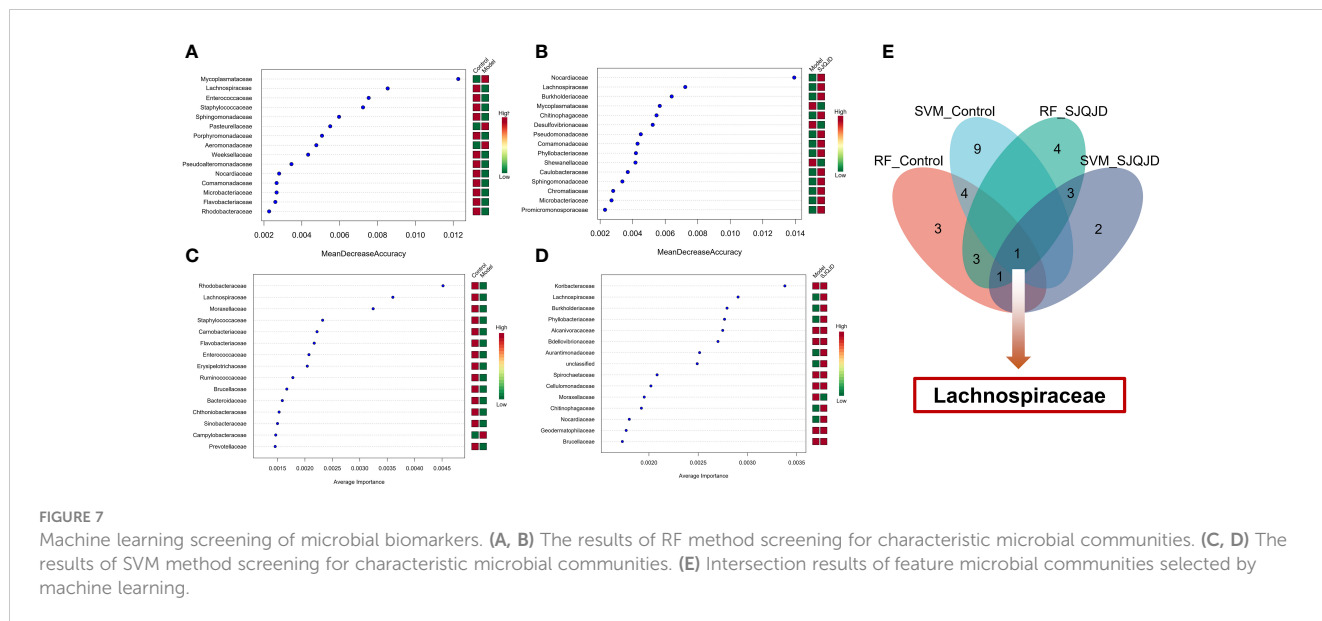 A
Control
Model
Mycoplasmataceae
Lachnospiraceae
Enterococcaceae
Staphylococcaceae
Sphingomonadaceae
Pasteurellaceae
Porphyromonadaceae
Aeromonadaceae
Weeksellaceae
Pseudoalteromonadaceae
Nocardiaceae
Comamonadaceae
Microbacteriaceae
Flavobacteriaceae
Rhodobacteraceae
High
Low
0.002 0.004 0.006 0.008 0.010 0.012
MeanDecreaseAccuracy
B
Model
SJQJD
Nocardiaceae
Lachnospiraceae
Burkholderiaceae
Mycoplasmataceae
Chitinophagaceae
Desulfovibrionaceae
Pseudomonadaceae
Comamonadaceae
Phyllobacteriaceae
Shewanellaceae
Caulobacteraceae
Sphingomonadaceae
Chromatiaceae
Microbacteriaceae
Promicromonosporaceae
High
Low
0.002 0.004 0.006 0.008 0.010 0.012 0.014
MeanDecreaseAccuracy
C
Control
Model
Rhodobacteraceae
Lachnospiraceae
Moraxellaceae
Staphylococcaceae
Carnobacteriaceae
Flavobacteriaceae
Enterococcaceae
Erysipelotrichaceae
Ruminococcaceae
Brucellaceae
Bacteroidaceae
Chthoniobacteraceae
Sinobacteraceae
Campylobacteraceae
Prevotellaceae
High
Low
0.0015 0.0020 0.0025 0.0030 0.0035 0.0040 0.0045
Average Importance
D
Model
SJQJD
Koribacteraceae
Lachnospiraceae
Burkholderiaceae
Phyllobacteriaceae
Alcanivoraceae
Bdellovibrionaceae
Aurantimonadaceae
unclassified
Spirochaetaceae
Cellulomonadaceae
Moraxellaceae
Chitinophagaceae
Nocardiaceae
Geodermatophilaceae
Brucellaceae
High
Low
0.0020 0.0025 0.0030 0.0035
Average Importance
E
SVM_Control RF_SJQJD
RF_Control SVM_SJQJD
9 4
4 3
3 2
3 1 1
Lachnospiraceae
FIGURE 7
Machine learning screening of microbial biomarkers. (A, B) The results of RF method screening for characteristic microbial communities. (C, D) The
results of SVM method screening for characteristic microbial communities. (E) Intersection results of feature microbial communities selected by
machine learning.